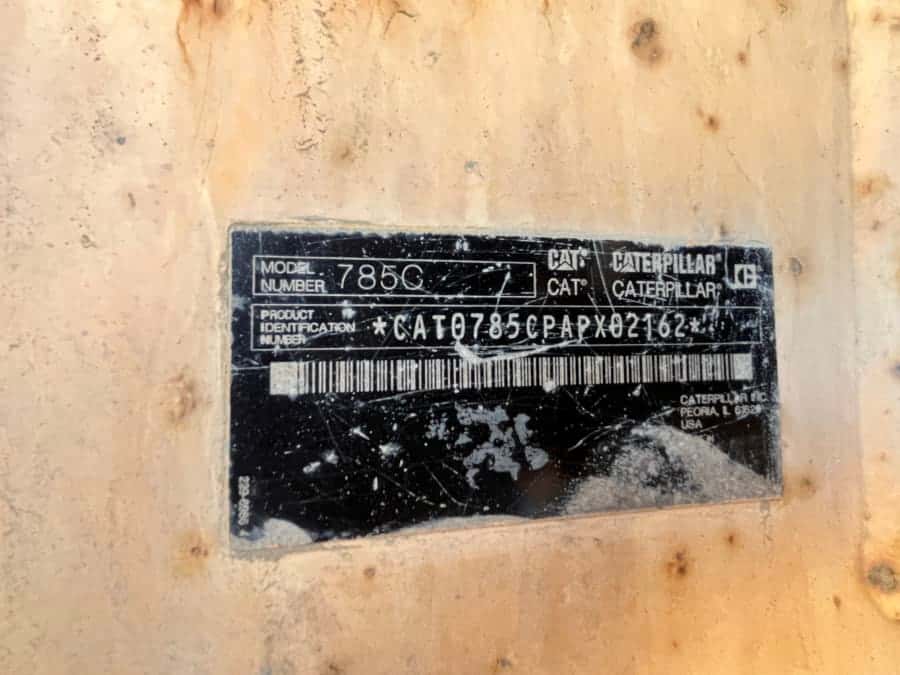 MODEL NUMBER 785C
CAT® CATERPILLAR®
CAT® CATERPILLAR®
PRODUCT IDENTIFICATION NUMBER *CAT0785CPAPX02162*
CATERPILLAR INC.
PEORIA, IL
USA